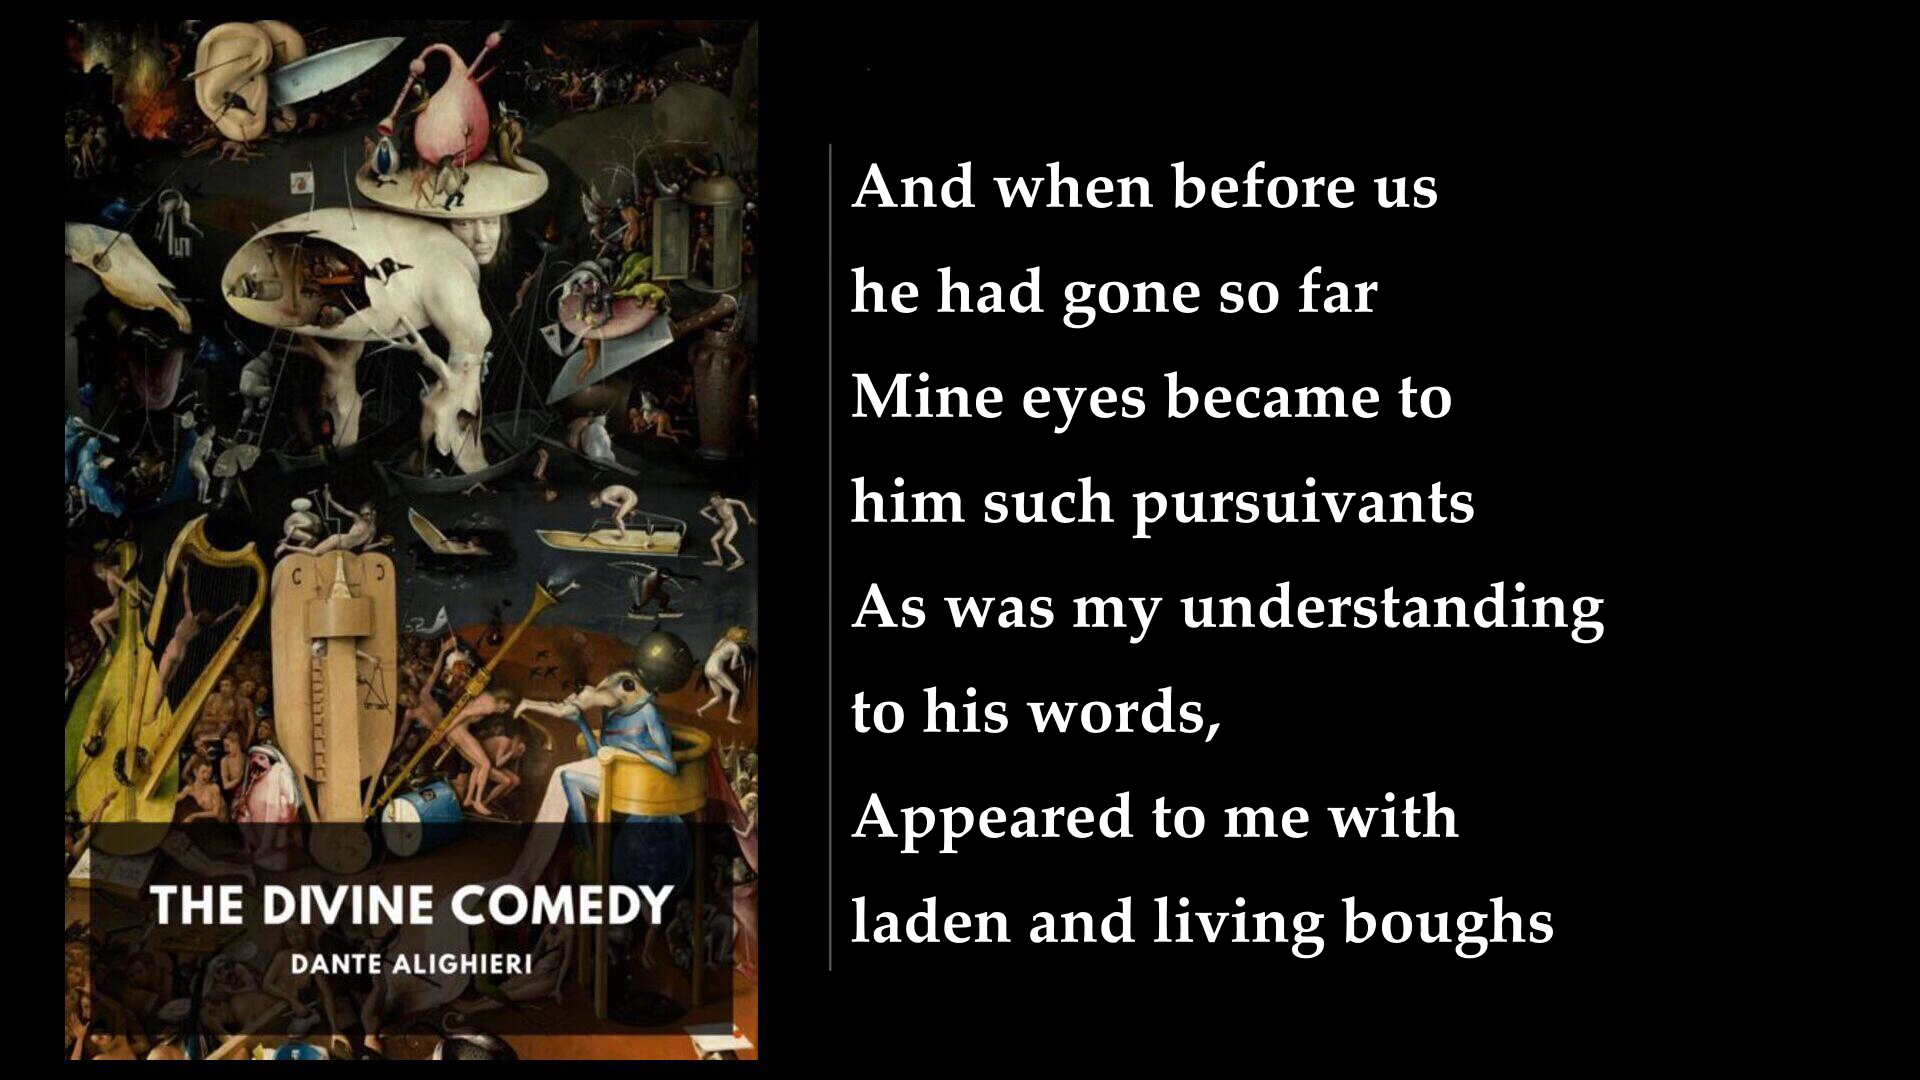 And when before us
he had gone so far
Mine eyes became to
him such pursuivants
As was my understanding
to his words,
Appeared to me with
laden and living boughs
THE DIVINE COMEDY
DANTE ALIGHIERI